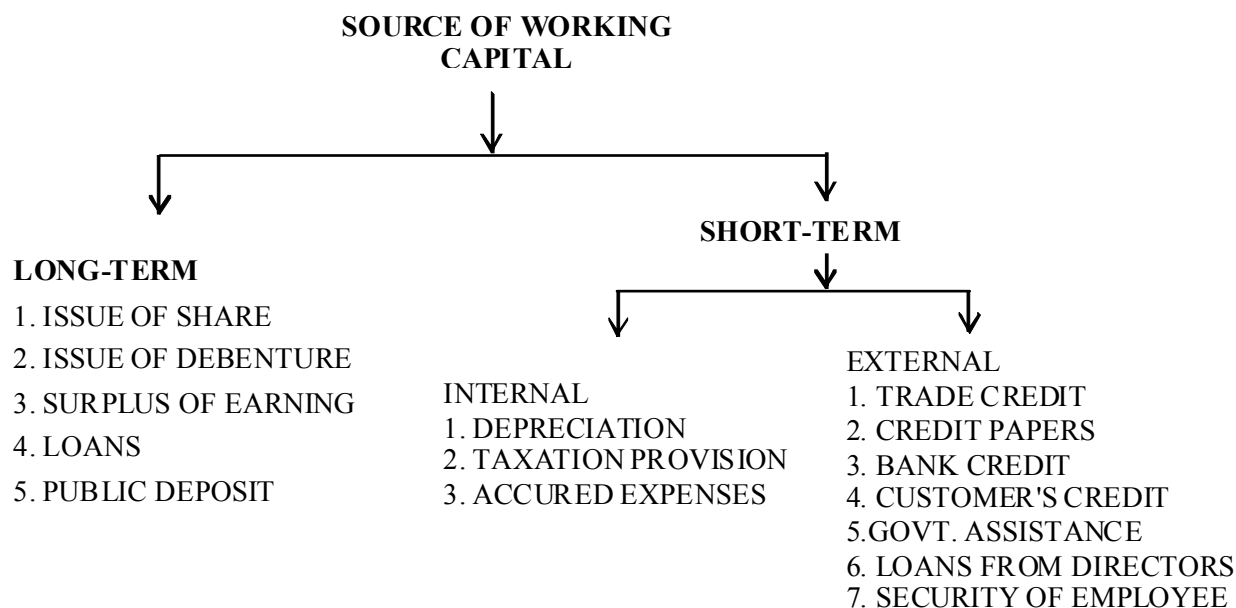 SOURCE OF WORKING
CAPITAL
LONG-TERM
1. ISSUE OF SHARE
2. ISSUE OF DEBENTURE
3. SURPLUS OF EARNING
4. LOANS
5. PUBLIC DEPOSIT
SHORT-TERM
INTERNAL
1. DEPRECIATION
2. TAXATION PROVISION
3. ACCURED EXPENSES
EXTERNAL
1. TRADE CREDIT
2. CREDIT PAPERS
3. BANK CREDIT
4. CUSTOMER'S CREDIT
5.GOVT. ASSISTANCE
6. LOANS FROM DIRECTORS
7. SECURITY OF EMPLOYEE